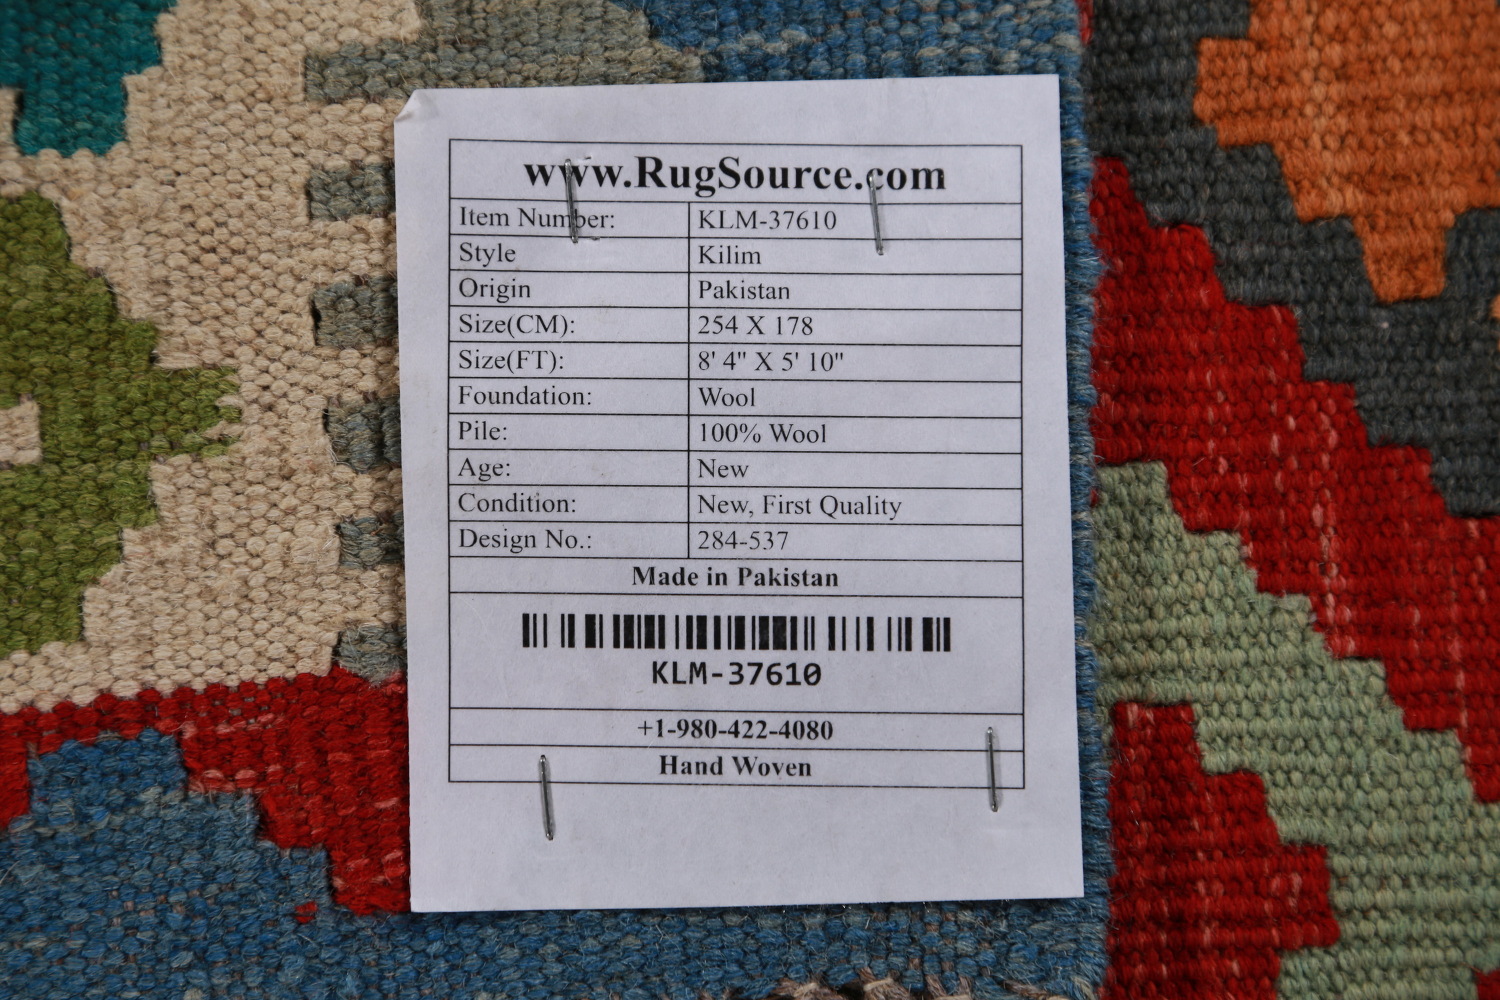 www.RugSource.com
Item Number: KLM-37610
Style Kilim
Origin Pakistan
Size(CM): 254 X 178
Size(FT): 8' 4" X 5' 10"
Foundation: Wool
Pile: 100% Wool
Age: New
Condition: New, First Quality
Design No.: 284-537
Made in Pakistan
KLM-37610
+1-980-422-4080
Hand Woven